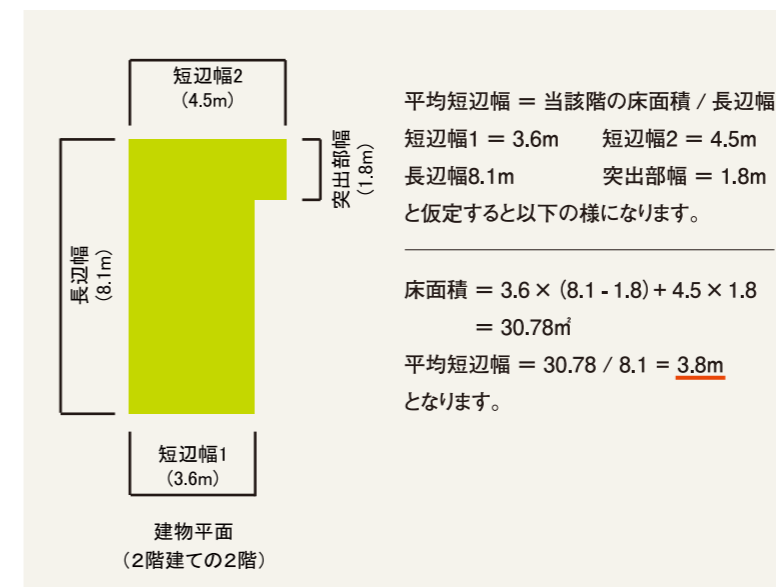 短辺幅2
（4.5m）
突出部幅
（1.8m）
長辺幅
（8.1m）
短辺幅1
（3.6m）
建物平面
（2階建ての2階）
平均短辺幅 ＝ 当該階の床面積 / 長辺幅
短辺幅1 ＝ 3.6m　短辺幅2 ＝ 4.5m
長辺幅8.1m　突出部幅 ＝ 1.8m
と仮定すると以下の様になります。
床面積 ＝ 3.6 ×（8.1 - 1.8）+ 4.5 × 1.8
＝ 30.78㎡
平均短辺幅 ＝ 30.78 / 8.1 = 3.8m
となります。